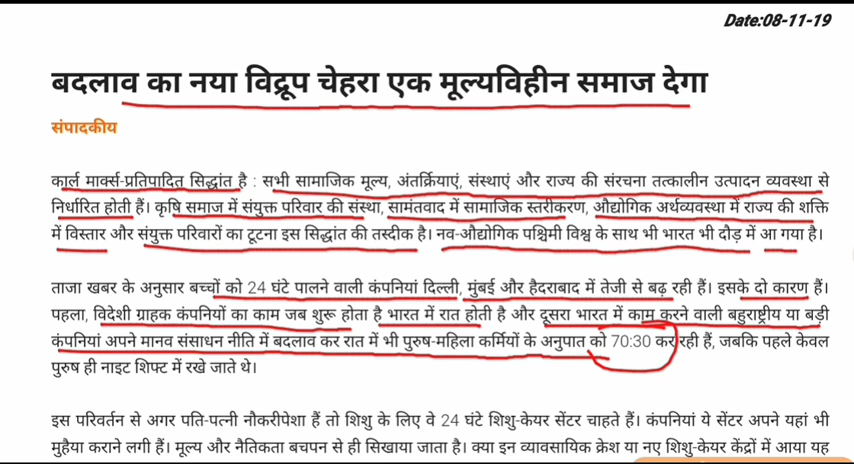 Date:08-11-19
बदलाव का नया विद्रूप चेहरा एक मूल्यविहीन समाज देगा
संपादकीय
कार्ल मार्क्स-प्रतिपादित सिद्धांत है : सभी सामाजिक मूल्य, अंतर्क्रियाएं, संस्थाएं और राज्य की संरचना तत्कालीन उत्पादन व्यवस्था से
निर्धारित होती हैं। कृषि समाज में संयुक्त परिवार की संस्था, सामंतवाद में सामाजिक स्तरीकरण, औद्योगिक अर्थव्यवस्था में राज्य की शक्ति
में विस्तार और संयुक्त परिवारों का टूटना इस सिद्धांत की तस्दीक है। नव-औद्योगिक पश्चिमी विश्व के साथ भी भारत भी दौड़ में आ गया है।
ताजा खबर के अनुसार बच्चों को 24 घंटे पालने वाली कंपनियां दिल्ली, मुंबई और हैदराबाद में तेजी से बढ़ रही हैं। इसके दो कारण हैं।
पहला, विदेशी ग्राहक कंपनियों का काम जब शुरू होता है भारत में रात होती है और दूसरा भारत में काम करने वाली बहुराष्ट्रीय या बड़ी
कंपनियां अपने मानव संसाधन नीति में बदलाव कर रात में भी पुरुष-महिला कर्मियों के अनुपात को 70:30 कर रही हैं, जबकि पहले केवल
पुरुष ही नाइट शिफ्ट में रखे जाते थे।
इस परिवर्तन से अगर पति-पत्नी नौकरीपेशा हैं तो शिशु के लिए वे 24 घंटे शिशु-केयर सेंटर चाहते हैं। कंपनियां ये सेंटर अपने यहां भी
मुहैया कराने लगी हैं। मूल्य और नैतिकता बचपन से ही सिखाया जाता है। क्या इन व्यावसायिक क्रेश या नए शिशु-केयर केंद्रों में आया यह